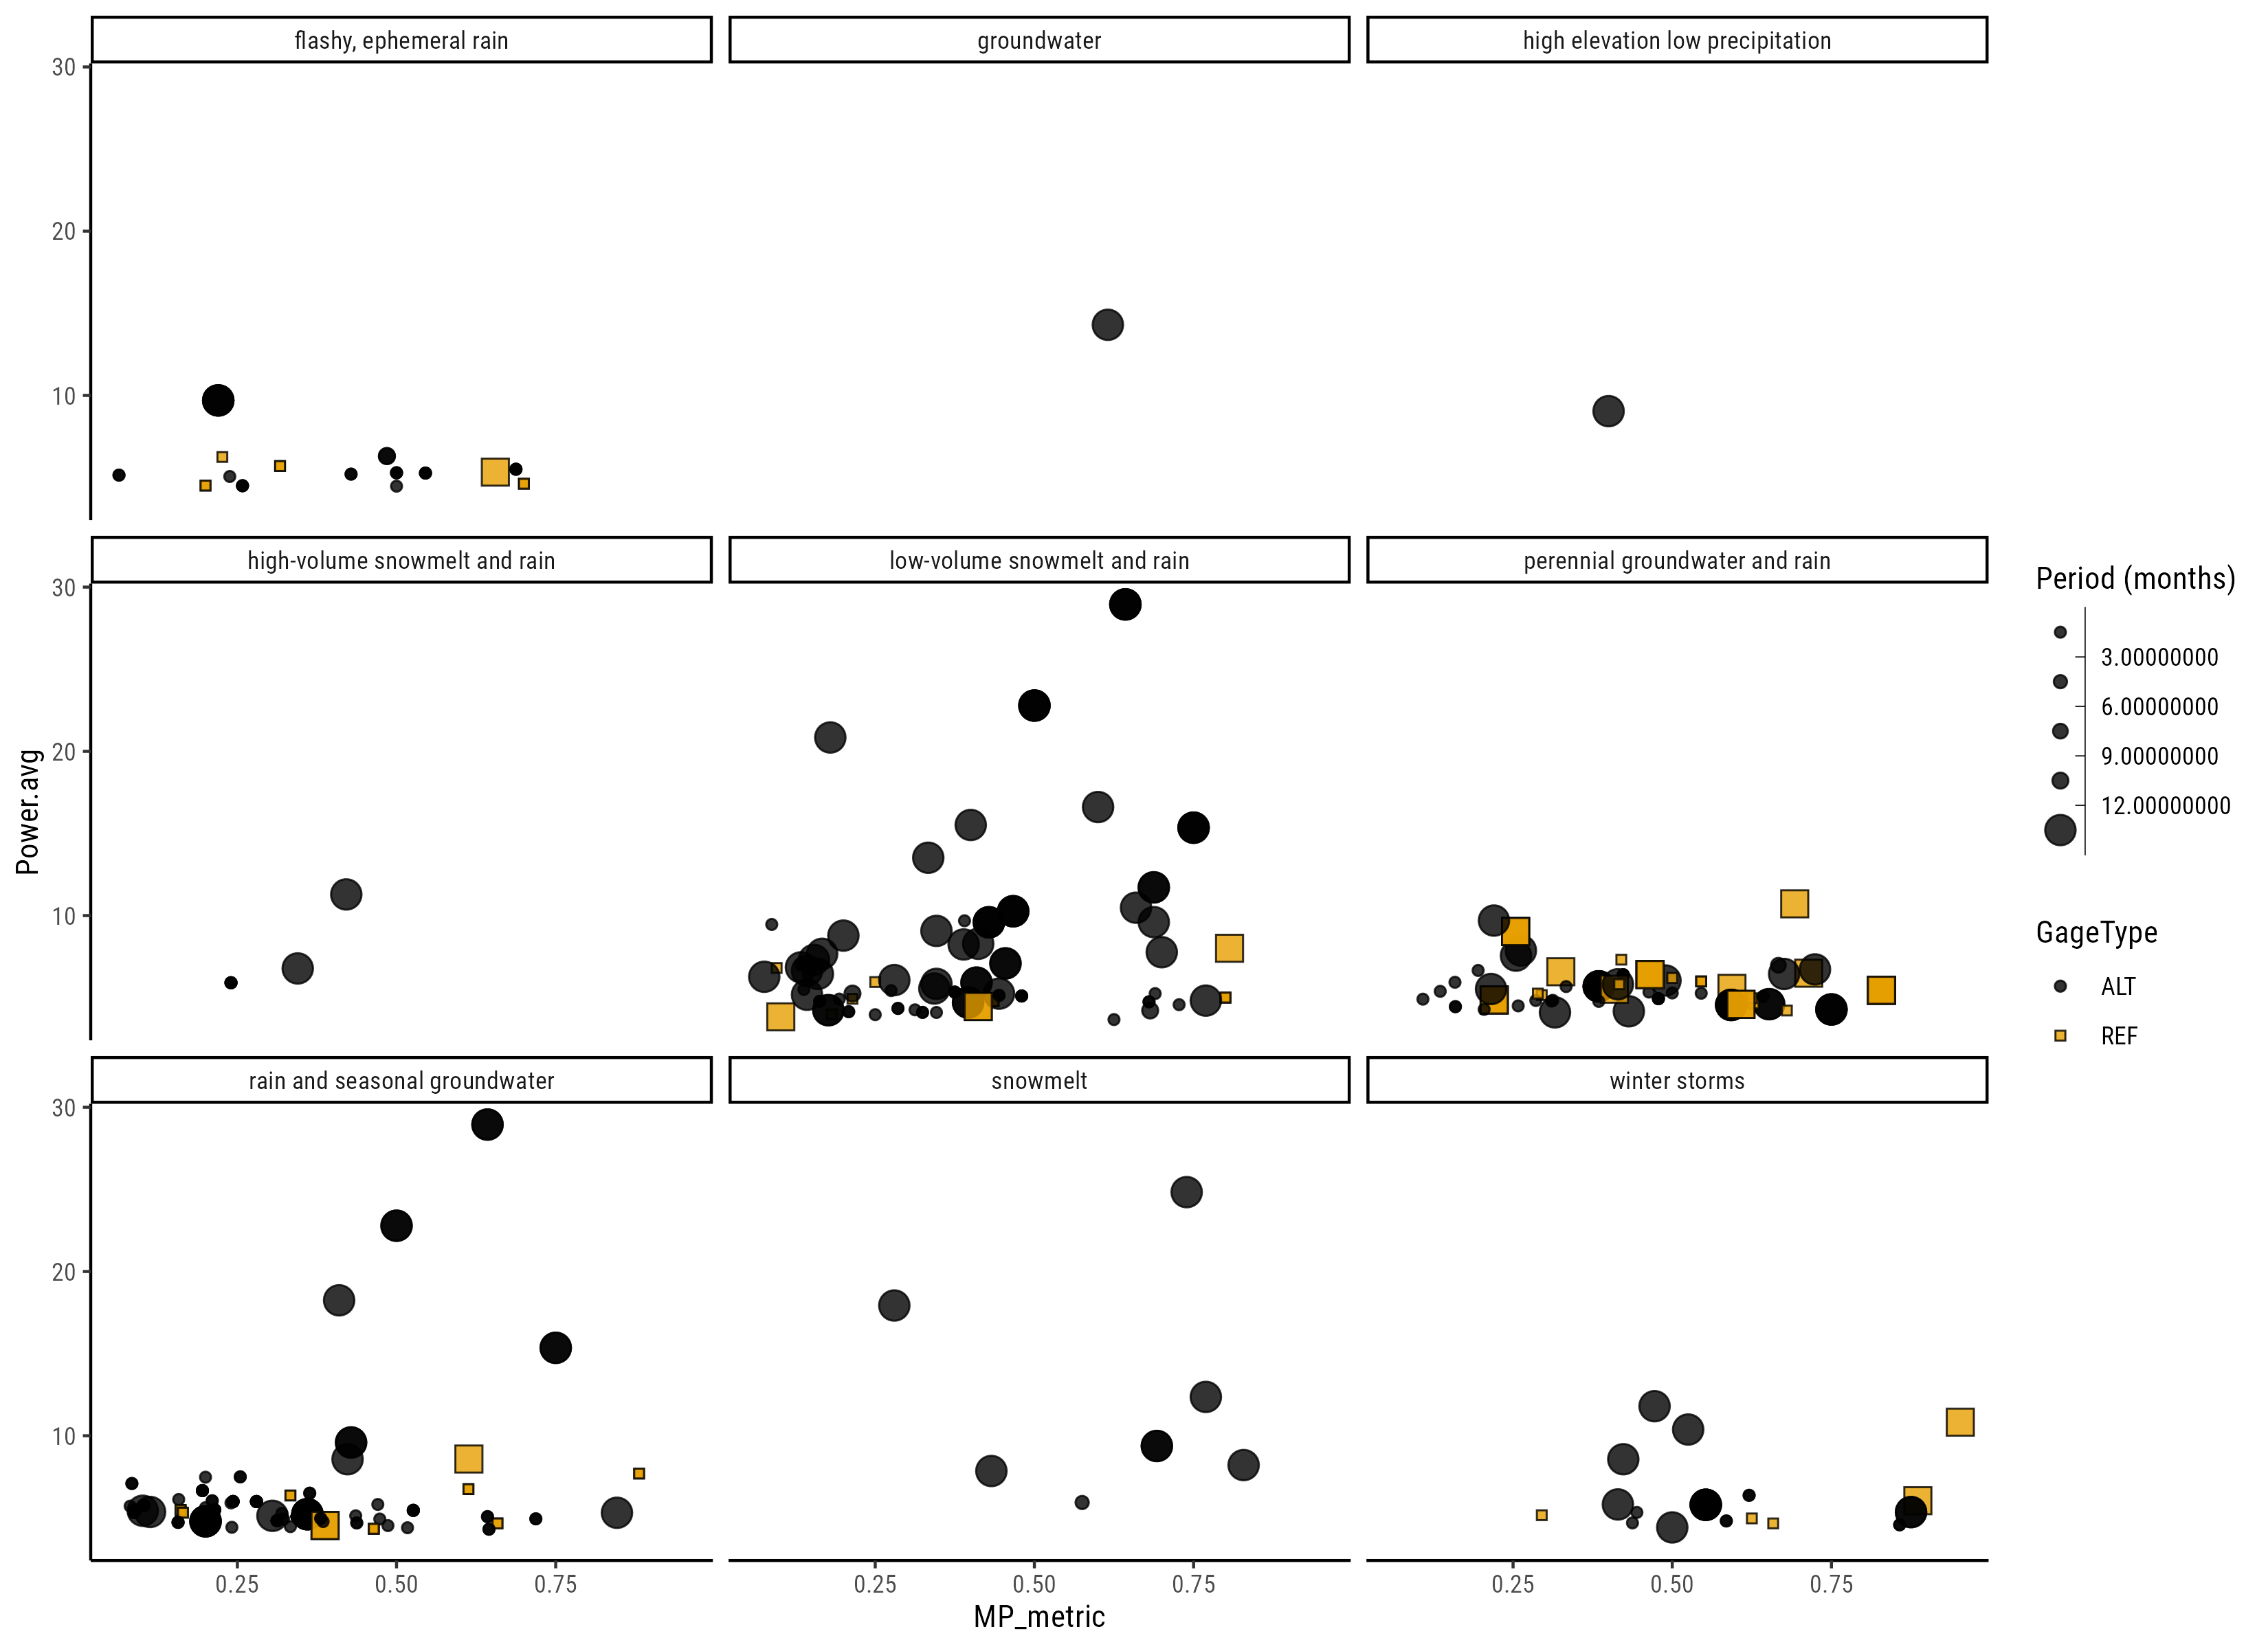 flashy, ephemeral rain
groundwater
high elevation low precipitation
30
20
10
high-volume snowmelt and rain
low-volume snowmelt and rain
perennial groundwater and rain
30
20
10
rain and seasonal groundwater
snowmelt
winter storms
30
20
10
0.25 0.50 0.75
0.25 0.50 0.75
0.25 0.50 0.75
MP_metric
Power.avg
Period (months)
3.00000000
6.00000000
9.00000000
12.00000000
GageType
ALT
REF